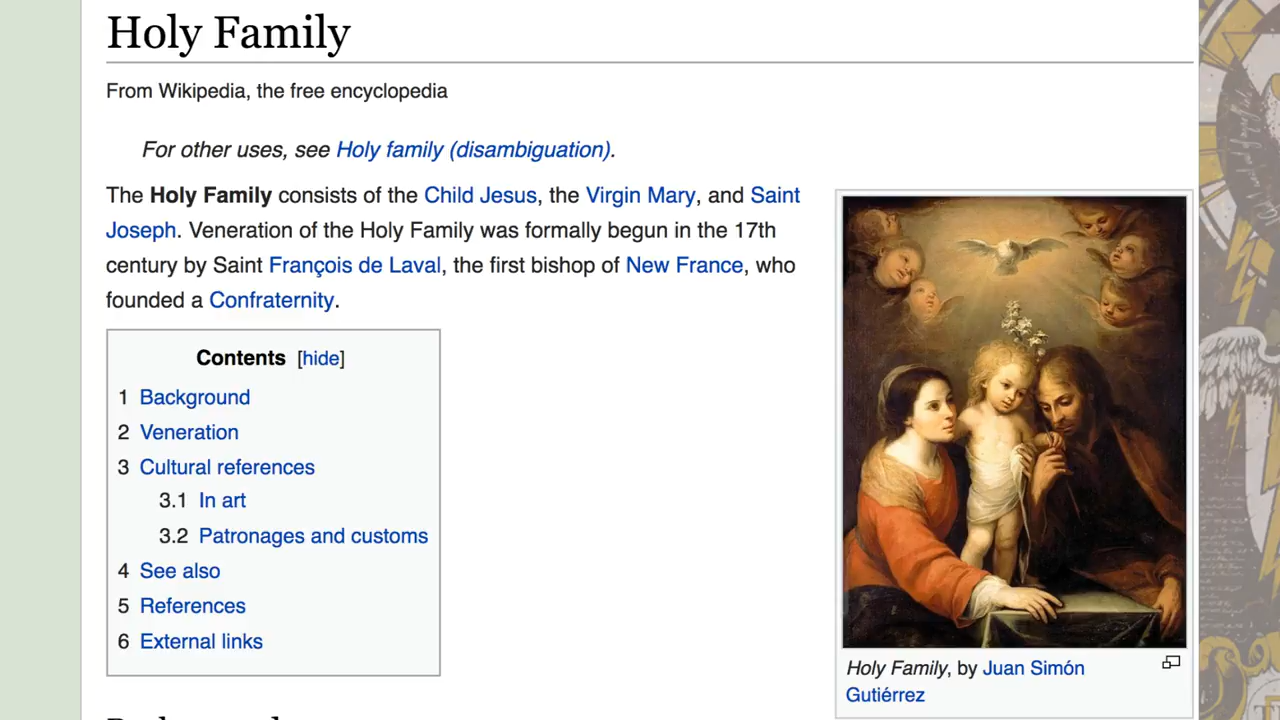 Holy Family
From Wikipedia, the free encyclopedia
For other uses, see Holy family (disambiguation).
The Holy Family consists of the Child Jesus, the Virgin Mary, and Saint
Joseph. Veneration of the Holy Family was formally begun in the 17th
century by Saint François de Laval, the first bishop of New France, who
founded a Confraternity.
Contents [hide]
1 Background
2 Veneration
3 Cultural references
3.1 In art
3.2 Patronages and customs
4 See also
5 References
6 External links
Holy Family, by Juan Simón
Gutiérrez